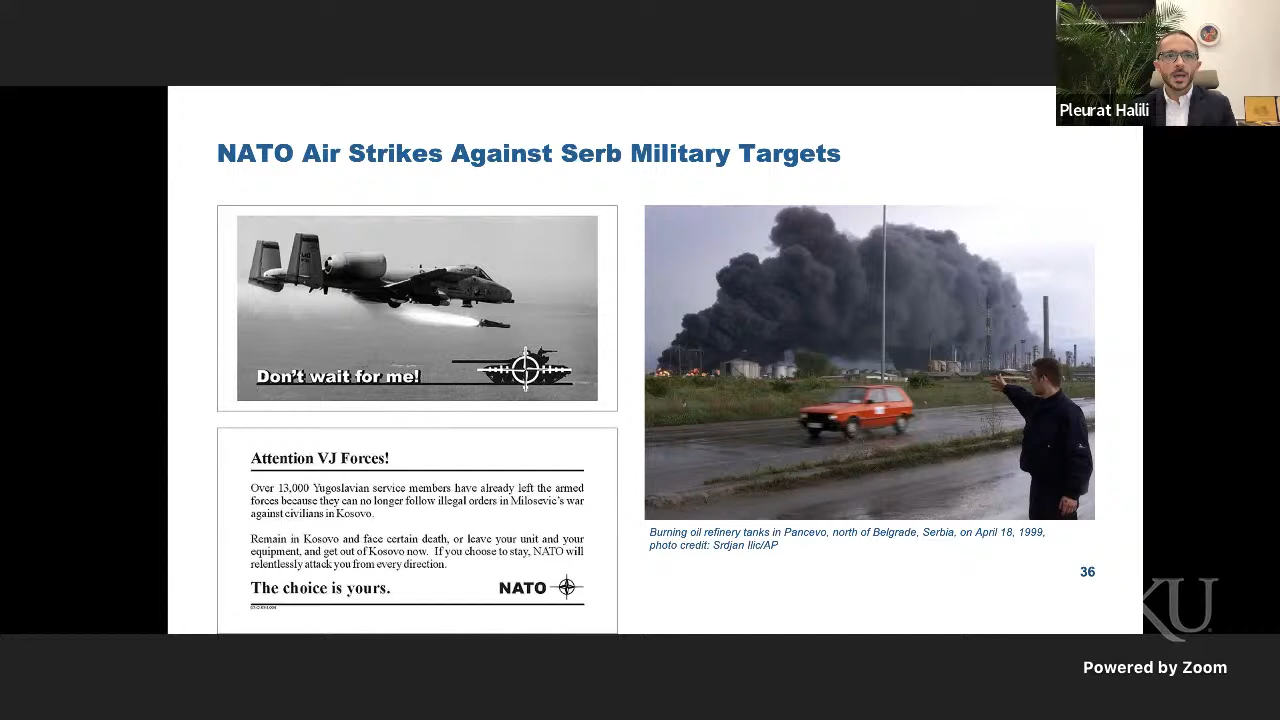 Pleurat Halili
NATO Air Strikes Against Serb Military Targets
Don't wait for me!
Attention VJ Forces!
Over 13,000 Yugoslavian service members have already left the armed
forces because they can no longer follow illegal orders in Milosevic's war
against civilians in Kosovo.
Remain in Kosovo and face certain death, or leave your unit and your
equipment, and get out of Kosovo now. If you choose to stay, NATO will
relentlessly attack you from every direction.
The choice is yours.
NATO
Burning oil refinery tanks in Pancevo, north of Belgrade, Serbia, on April 18, 1999,
photo credit: Srdjan Ilic/AP
36
KU
Powered by Zoom